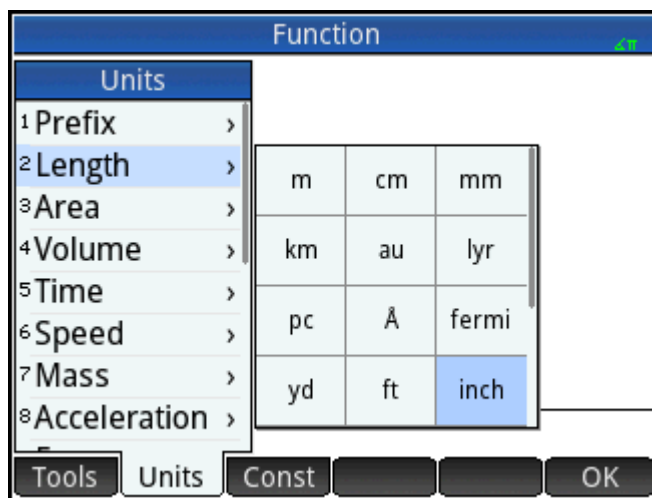 Function
∡π
Units
1 Prefix ›
2 Length ›
3 Area ›
4 Volume ›
5 Time ›
6 Speed ›
7 Mass ›
8 Acceleration ›
m cm mm
km au lyr
pc Å fermi
yd ft inch
Tools Units Const OK